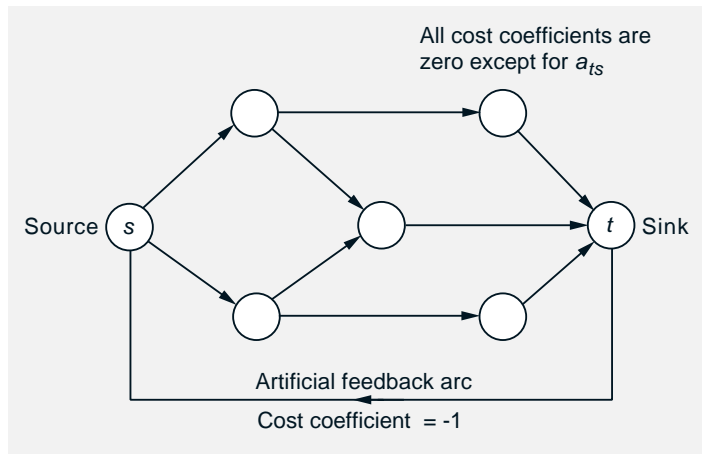 All cost coefficients are
zero except for a_ts
Source
s
t
Sink
Artificial feedback arc
Cost coefficient = -1